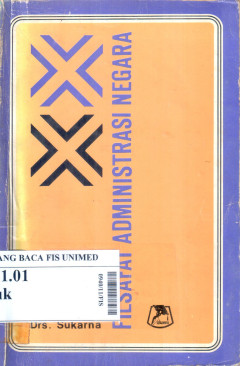 FILSAFAT ADMINISTRASI NEGARA
ANG BACA FIS UNIMED
1.01
uk
Drs. Sukarna